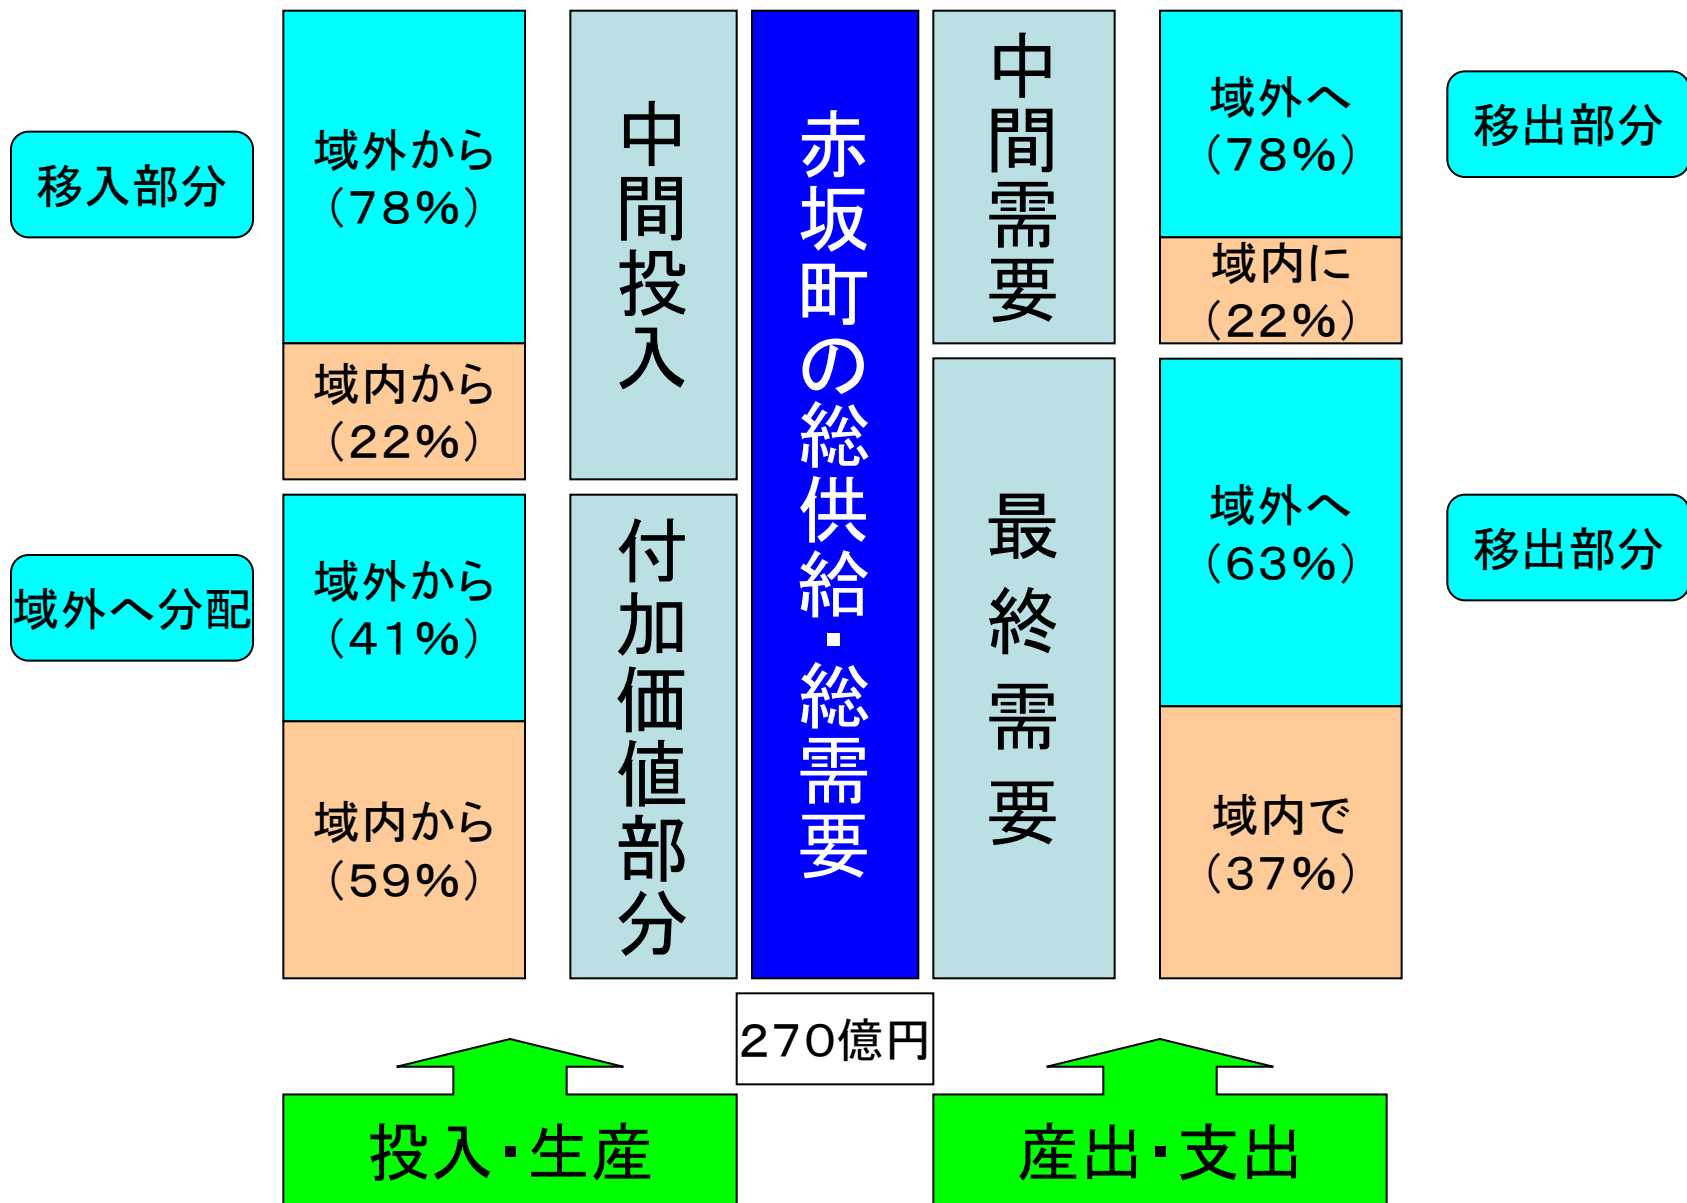 移入部分
域外から
（78％）
域内から
（22％）
中間投入
域外へ分配
域外から
（41％）
域内から
（59％）
付加価値部分
赤坂町の総供給・総需要
270億円
中間需要
域外へ
（78％）
域内に
（22％）
移出部分
最終需要
域外へ
（63％）
域内で
（37％）
移出部分
投入・生産
産出・支出